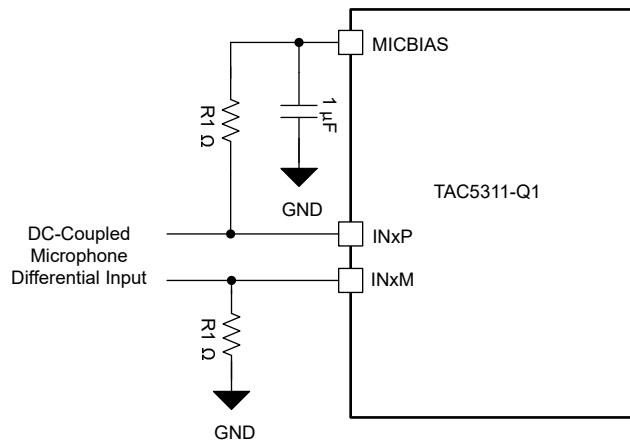 MICBIAS
R1 Ω
1 µF
TAC5311-Q1
GND
DC-Coupled
Microphone
Differential Input
INxP
INxM
R1 Ω
GND